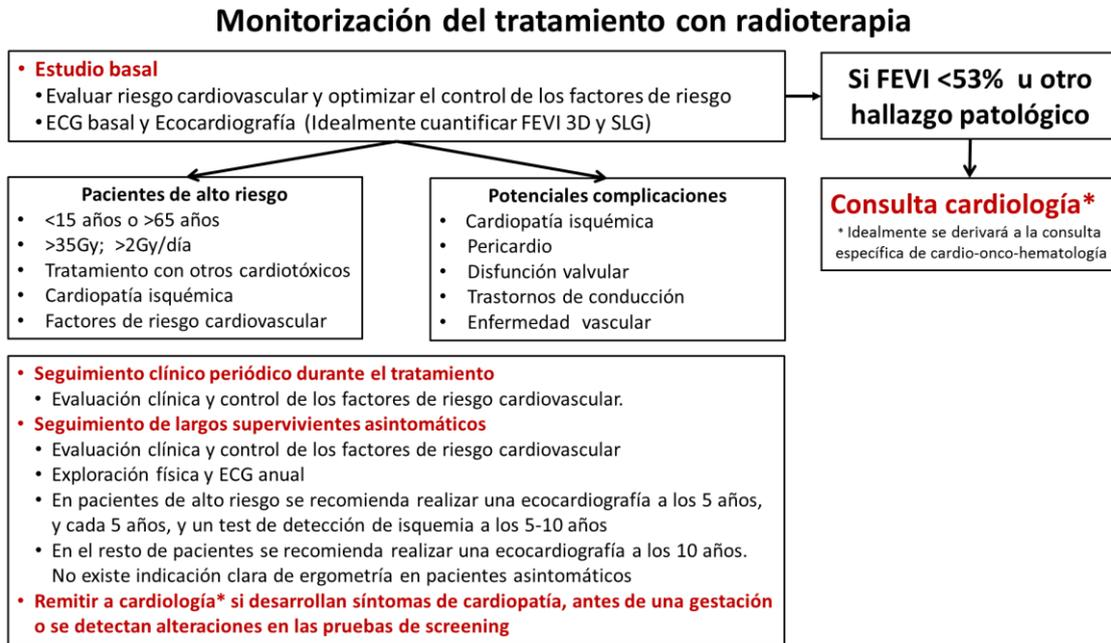 Monitorización del tratamiento con radioterapia
• Estudio basal
• Evaluar riesgo cardiovascular y optimizar el control de los factores de riesgo
• ECG basal y Ecocardiografía (Idealmente cuantificar FEVI 3D y SLG)
Si FEVI <53% u otro
hallazgo patológico
Pacientes de alto riesgo
• <15 años o >65 años
• >35Gy; >2Gy/día
• Tratamiento con otros cardiotóxicos
• Cardiopatía isquémica
• Factores de riesgo cardiovascular
Potenciales complicaciones
• Cardiopatía isquémica
• Pericardio
• Disfunción valvular
• Trastornos de conducción
• Enfermedad vascular
Consulta cardiología*
* Idealmente se derivará a la consulta
específica de cardio-onco-hematología
• Seguimiento clínico periódico durante el tratamiento
• Evaluación clínica y control de los factores de riesgo cardiovascular.
• Seguimiento de largos supervivientes asintomáticos
• Evaluación clínica y control de los factores de riesgo cardiovascular
• Exploración física y ECG anual
• En pacientes de alto riesgo se recomienda realizar una ecocardiografía a los 5 años,
y cada 5 años, y un test de detección de isquemia a los 5-10 años
• En el resto de pacientes se recomienda realizar una ecocardiografía a los 10 años.
No existe indicación clara de ergometría en pacientes asintomáticos
• Remitir a cardiología* si desarrollan síntomas de cardiopatía, antes de una gestación
o se detectan alteraciones en las pruebas de screening